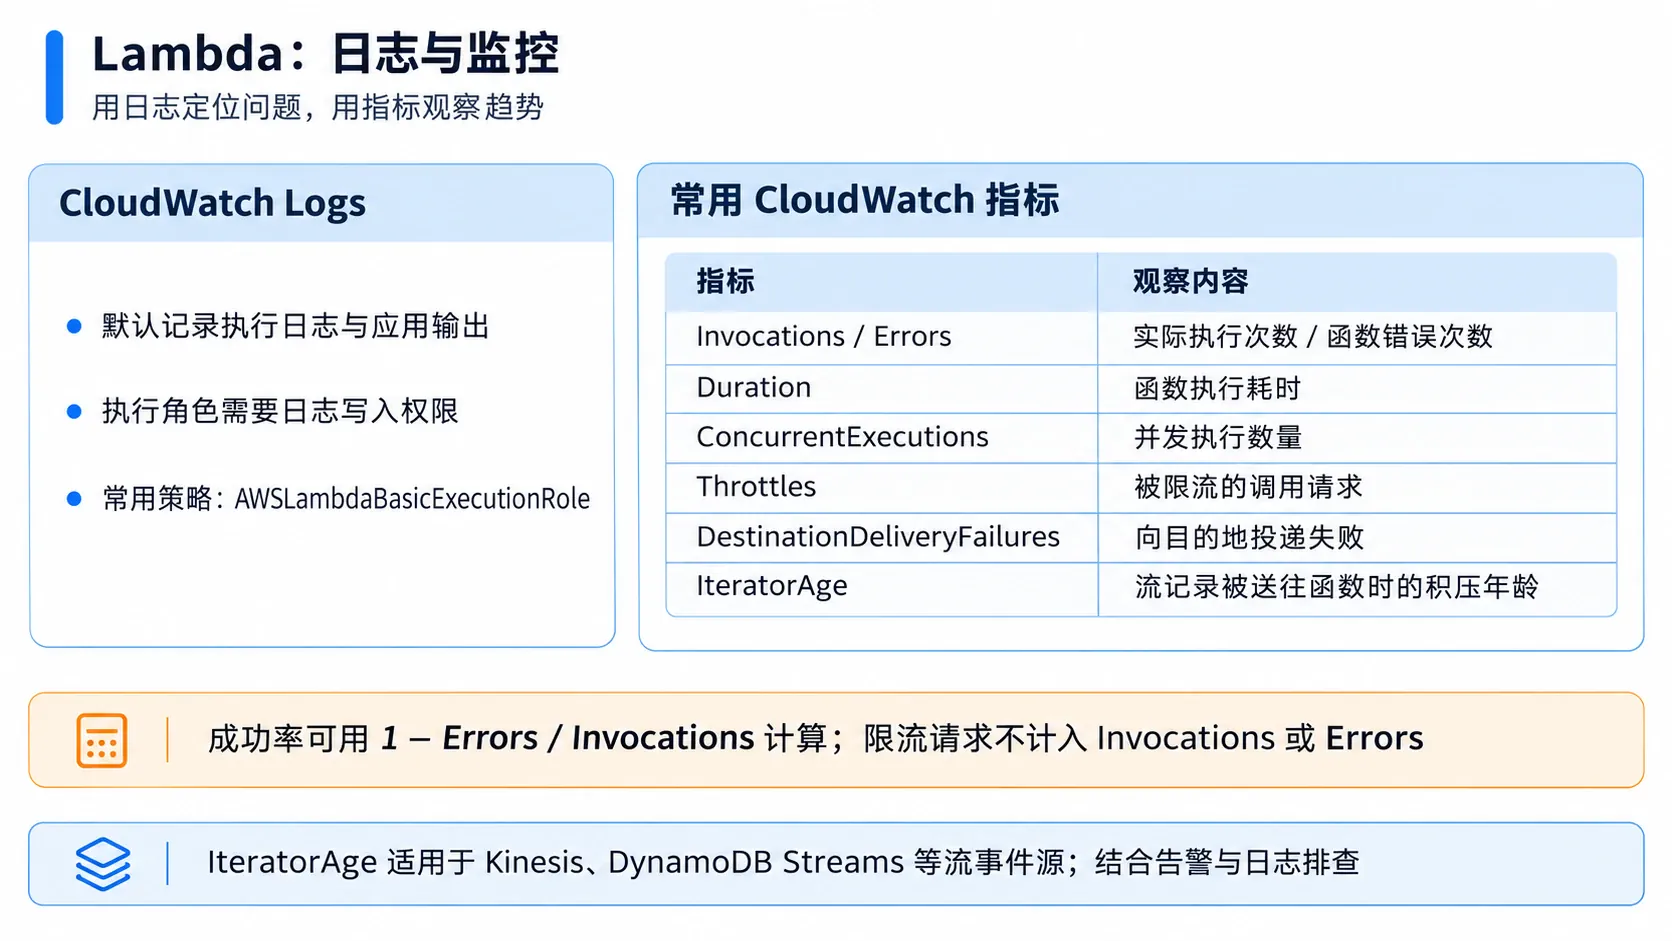 Lambda：日志与监控
用日志定位问题，用指标观察趋势
CloudWatch Logs
默认记录执行日志与应用输出
执行角色需要日志写入权限
常用策略：AWSLambdaBasicExecutionRole
常用 CloudWatch 指标
指标 观察内容
Invocations / Errors 实际执行次数 / 函数错误次数
Duration 函数执行耗时
ConcurrentExecutions 并发执行数量
Throttles 被限流的调用请求
DestinationDeliveryFailures 向目的地投递失败
IteratorAge 流记录被送往函数时的积压年龄
成功率可用 1 − Errors / Invocations 计算；限流请求不计入 Invocations 或 Errors
IteratorAge 适用于 Kinesis、DynamoDB Streams 等流事件源；结合告警与日志排查